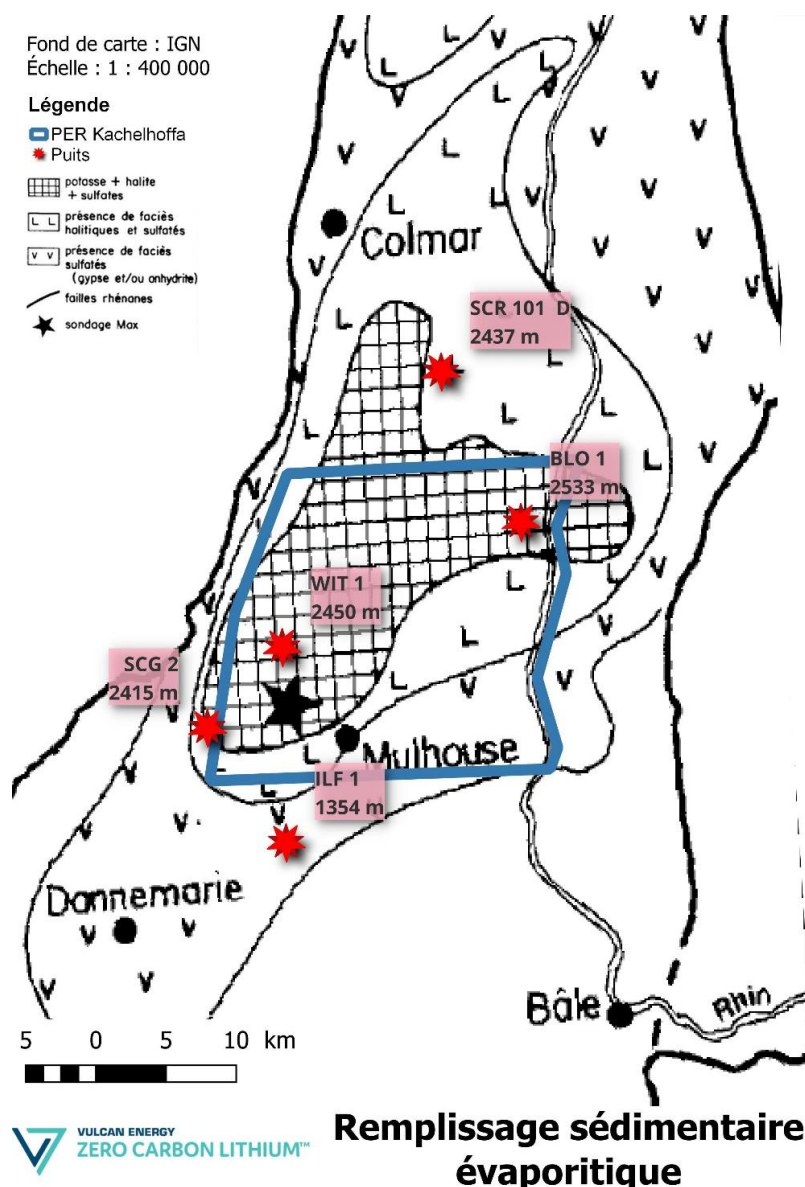 Fond de carte : IGN
Échelle : 1 : 400 000
Légende
PER Kachelhoffa
Puits
potasse + halite
+ sulfates
présence de faciès
halitiques et sulfatés
présence de faciès
sulfatés
(gypse et/ou anhydrite)
failles rhénanes
sondage Max
Colmar
SCR 101 D
2437 m
BLO 1
2533 m
WIT 1
2450 m
SCG 2
2415 m
Mulhouse
ILF 1
1354 m
Dannemarie
Bâle
Rhin
5 0 5 10 km
VULCAN ENERGY
ZERO CARBON LITHIUM™
Remplissage sédimentaire
évaporitique